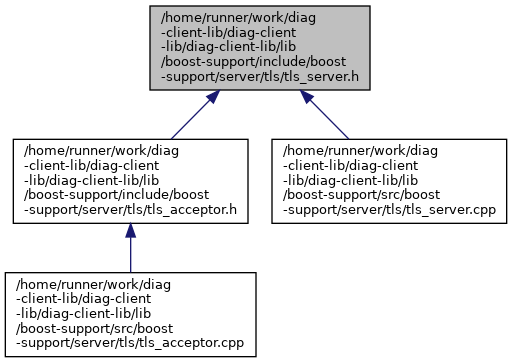 /home/runner/work/diag
-client-lib/diag-client
-lib/diag-client-lib/lib
/boost-support/include/boost
-support/server/tls/tls_server.h
/home/runner/work/diag
-client-lib/diag-client
-lib/diag-client-lib/lib
/boost-support/include/boost
-support/server/tls/tls_acceptor.h
/home/runner/work/diag
-client-lib/diag-client
-lib/diag-client-lib/lib
/boost-support/src/boost
-support/server/tls/tls_server.cpp
/home/runner/work/diag
-client-lib/diag-client
-lib/diag-client-lib/lib
/boost-support/src/boost
-support/server/tls/tls_acceptor.cpp